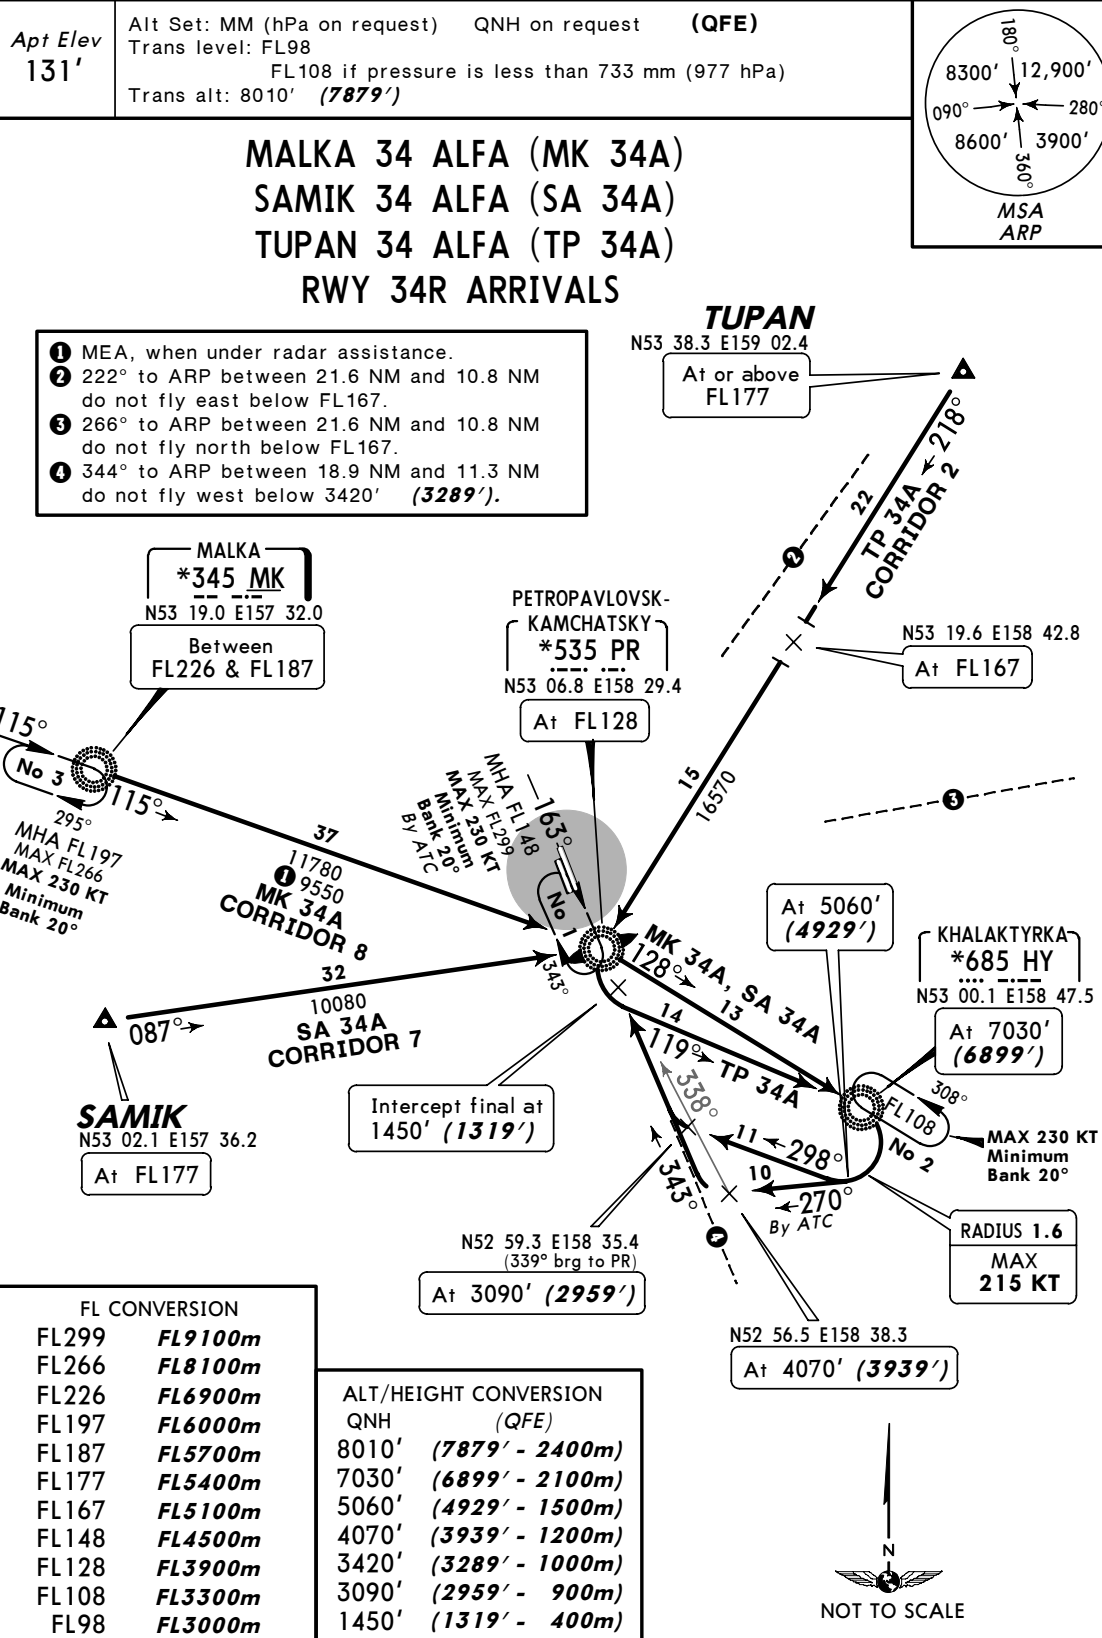 Apt Elev
131'
Alt Set: MM (hPa on request) QNH on request (QFE)
Trans level: FL98
FL108 if pressure is less than 733 mm (977 hPa)
Trans alt: 8010' (7879')
180°
8300' 12,900'
090° 280°
8600' 3900'
360°
MSA
ARP
MALKA 34 ALFA (MK 34A)
SAMIK 34 ALFA (SA 34A)
TUPAN 34 ALFA (TP 34A)
RWY 34R ARRIVALS
1 MEA, when under radar assistance.
2 222° to ARP between 21.6 NM and 10.8 NM
do not fly east below FL167.
3 266° to ARP between 21.6 NM and 10.8 NM
do not fly north below FL167.
4 344° to ARP between 18.9 NM and 11.3 NM
do not fly west below 3420' (3289').
TUPAN
N53 38.3 E159 02.4
At or above
FL177
218°
22
TP 34A
CORRIDOR 2
2
MALKA
*345 MK
N53 19.0 E157 32.0
Between
FL226 & FL187
PETROPAVLOVSK-
KAMCHATSKY
*535 PR
N53 06.8 E158 29.4
At FL128
N53 19.6 E158 42.8
At FL167
15
16570
3
115°
No 3
115°
295°
MHA FL197
MAX FL266
MAX 230 KT
Minimum
Bank 20°
37
11780
1 9550
MK 34A
CORRIDOR 8
MHA FL148
MAX FL299
MAX 230 KT
Minimum
Bank 20°
By ATC
163°
No 1
343°
At 5060'
(4929')
KHALAKTYRKA
*685 HY
N53 00.1 E158 47.5
At 7030'
(6899')
MK 34A, SA 34A
128°
13
32
10080
SA 34A
CORRIDOR 7
087°
14
119° TP 34A
SAMIK
N53 02.1 E157 36.2
At FL177
Intercept final at
1450' (1319')
338°
343°
FL108
308°
No 2
MAX 230 KT
Minimum
Bank 20°
11 298°
10
270°
By ATC
4
RADIUS 1.6
MAX
215 KT
N52 59.3 E158 35.4
(339° brg to PR)
At 3090' (2959')
N52 56.5 E158 38.3
At 4070' (3939')
FL CONVERSION
FL299 FL9100m
FL266 FL8100m
FL226 FL6900m
FL197 FL6000m
FL187 FL5700m
FL177 FL5400m
FL167 FL5100m
FL148 FL4500m
FL128 FL3900m
FL108 FL3300m
FL98 FL3000m
ALT/HEIGHT CONVERSION
QNH (QFE)
8010' (7879' - 2400m)
7030' (6899' - 2100m)
5060' (4929' - 1500m)
4070' (3939' - 1200m)
3420' (3289' - 1000m)
3090' (2959' - 900m)
1450' (1319' - 400m)
N
NOT TO SCALE